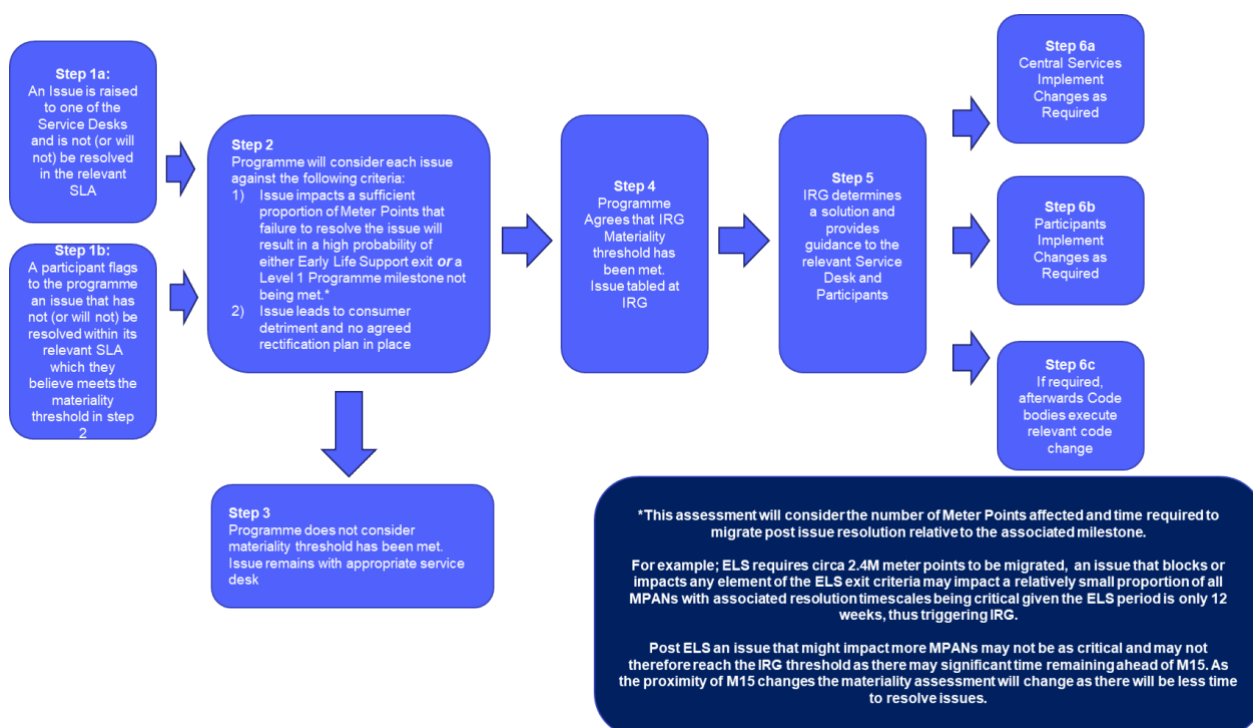 Step 1a:
An Issue is raised
to one of the
Service Desks
and is not (or will
not) be resolved
in the relevant
SLA
Step 1b:
A participant flags
to the programme
an issue that has
not (or will not) be
resolved within its
relevant SLA
which they
believe meets the
materiality
threshold in step
2
Step 2
Programme will consider each issue
against the following criteria:
1) Issue impacts a sufficient
proportion of Meter Points that
failure to resolve the issue will
result in a high probability of
either Early Life Support exit or a
Level 1 Programme milestone not
being met.*
2) Issue leads to consumer
detriment and no agreed
rectification plan in place
Step 3
Programme does not consider
materiality threshold has been met.
Issue remains with appropriate service
desk
Step 4
Programme
Agrees that IRG
Materiality
threshold has
been met.
Issue tabled at
IRG
Step 5
IRG determines
a solution and
provides
guidance to the
relevant Service
Desk and
Participants
Step 6a
Central Services
Implement
Changes as
Required
Step 6b
Participants
Implement
Changes as
Required
Step 6c
If required,
afterwards Code
bodies execute
relevant code
change
*This assessment will consider the number of Meter Points affected and time required to
migrate post issue resolution relative to the associated milestone.
For example; ELS requires circa 2.4M meter points to be migrated, an issue that blocks or
impacts any element of the ELS exit criteria may impact a relatively small proportion of all
MPANs with associated resolution timescales being critical given the ELS period is only 12
weeks, thus triggering IRG.
Post ELS an issue that might impact more MPANs may not be as critical and may not
therefore reach the IRG threshold as there may significant time remaining ahead of M15. As
the proximity of M15 changes the materiality assessment will change as there will be less time
to resolve issues.